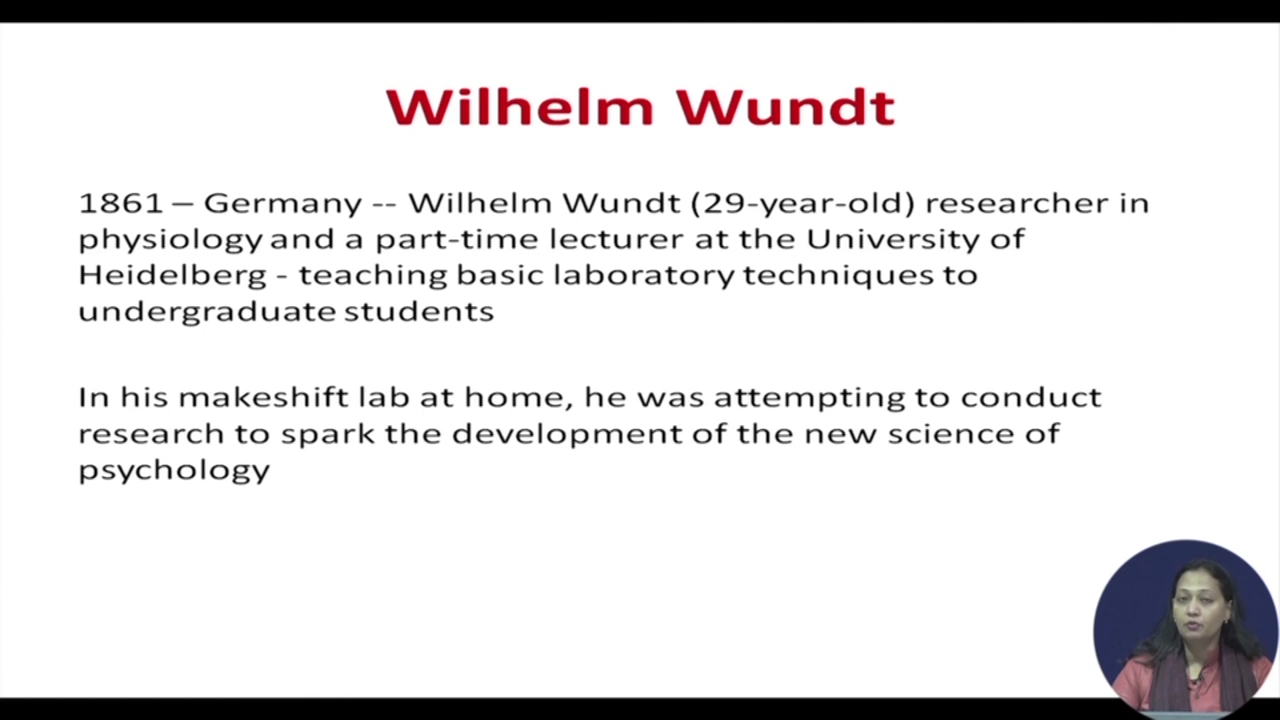 Wilhelm Wundt
1861 – Germany -- Wilhelm Wundt (29-year-old) researcher in
physiology and a part-time lecturer at the University of
Heidelberg - teaching basic laboratory techniques to
undergraduate students
In his makeshift lab at home, he was attempting to conduct
research to spark the development of the new science of
psychology